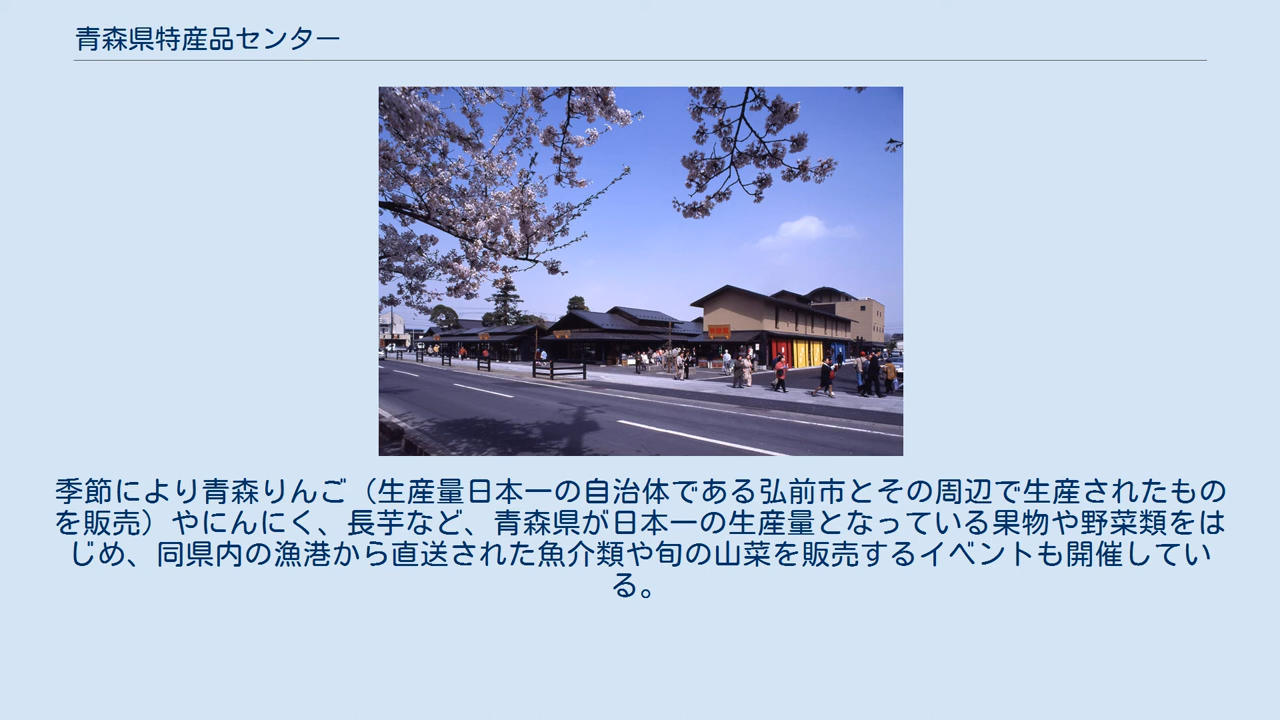 青森県特産品センター
季節により青森りんご（生産量日本一の自治体である弘前市とその周辺で生産されたもの
を販売）やにんにく、長芋など、青森県が日本一の生産量となっている果物や野菜類をは
じめ、同県内の漁港から直送された魚介類や旬の山菜を販売するイベントも開催してい
る。